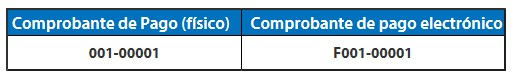 Comprobante de Pago (físico) Comprobante de pago electrónico
001-00001 F001-00001